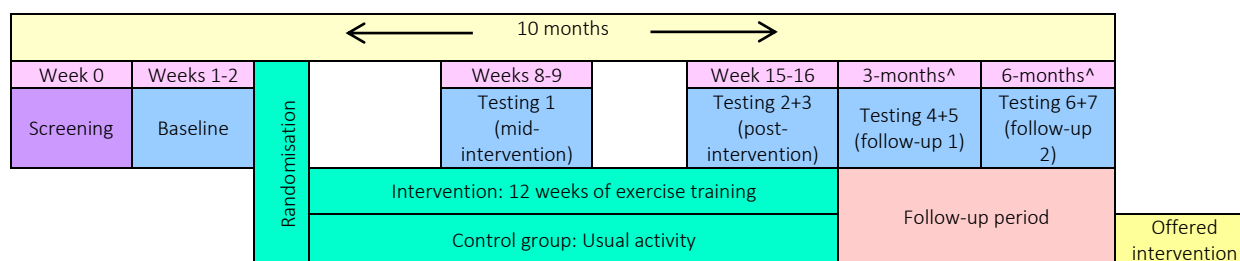 10 months
Week 0
Weeks 1-2
Weeks 8-9
Week 15-16
3-months^
6-months^
Screening
Baseline
Randomisation
Testing 1
(mid-
intervention)
Testing 2+3
(post-
intervention)
Testing 4+5
(follow-up 1)
Testing 6+7
(follow-up
2)
Intervention: 12 weeks of exercise training
Control group: Usual activity
Follow-up period
Offered
intervention